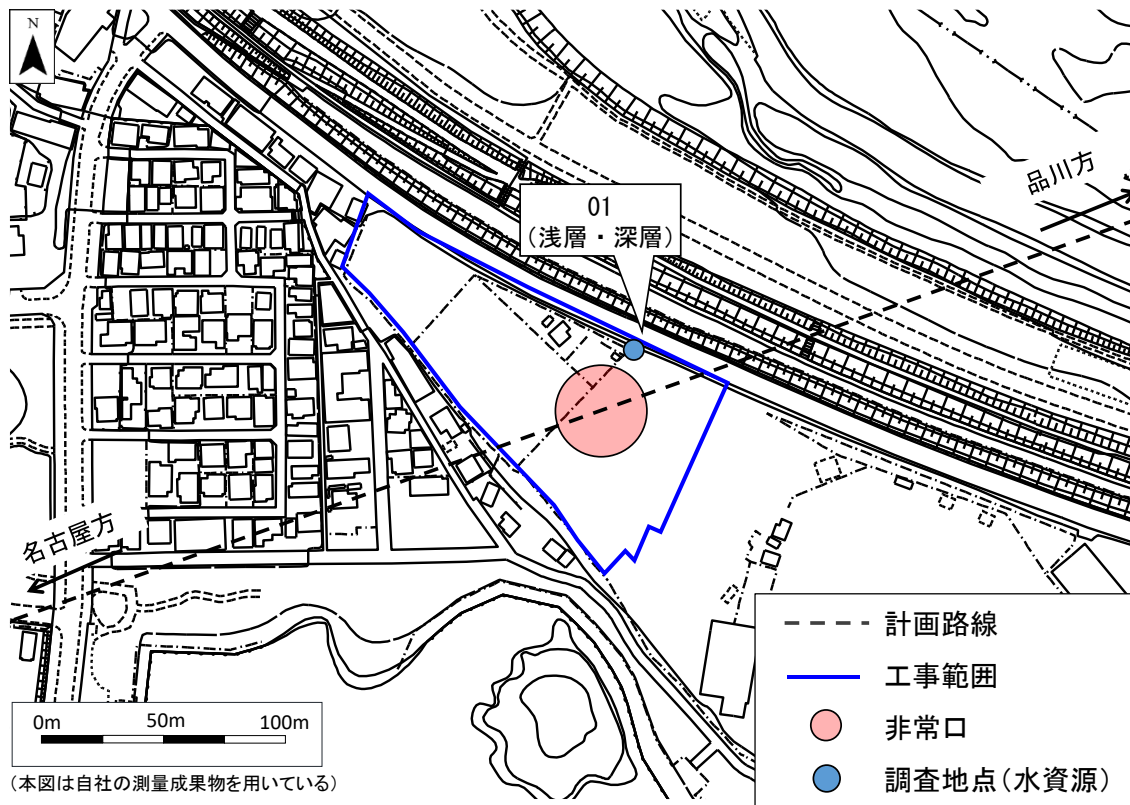 N
品川方
01
(浅層・深層)
名古屋方
計画路線
工事範囲
非常口
調査地点(水資源)
0m 50m 100m
(本図は自社の測量成果物を用いている)